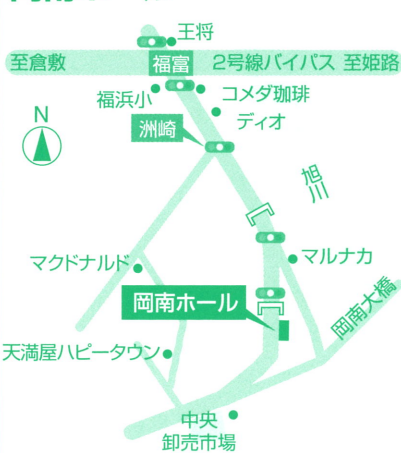 王将
至倉敷
福富
2号線バイパス 至姫路
福浜小
コメダ珈琲
ディオ
洲崎
N
旭川
マクドナルド
マルナカ
岡南ホール
岡南大橋
天満屋ハピータウン
中央
卸売市場